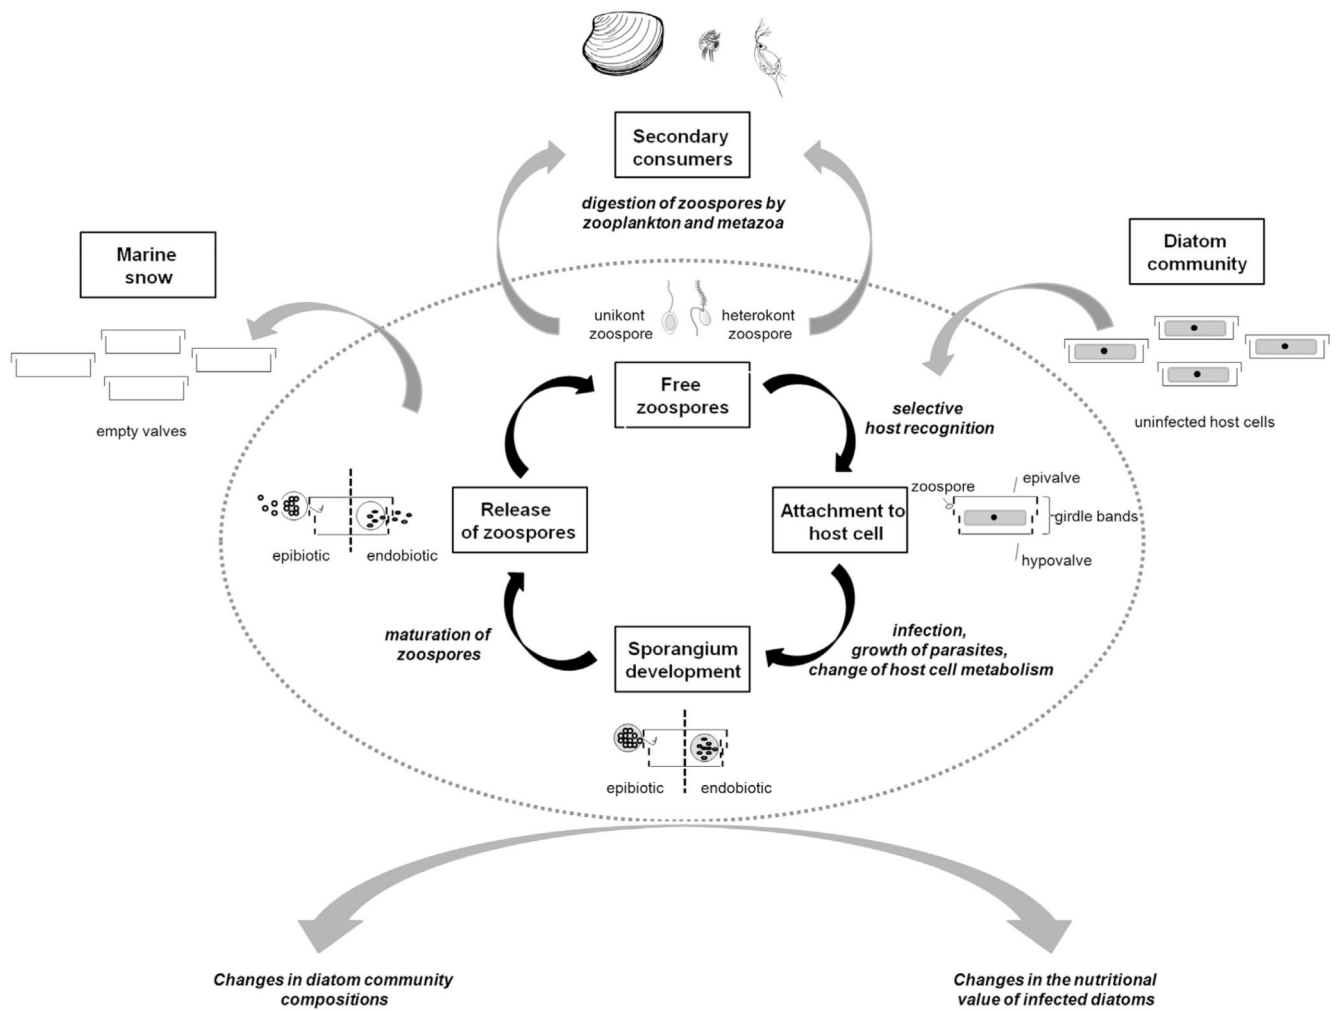 Secondary
consumers
digestion of zoospores by
zooplankton and metazoa
Marine
snow
empty valves
Diatom
community
uninfected host cells
unikont
zoospore
heterokont
zoospore
Free
zoospores
selective
host recognition
Attachment to
host cell
zoospore
epivalve
girdle bands
hypovalve
infection,
growth of parasites,
change of host cell metabolism
Sporangium
development
epibiotic
endobiotic
maturation of
zoospores
Release
of zoospores
epibiotic
endobiotic
Changes in diatom community
compositions
Changes in the nutritional
value of infected diatoms